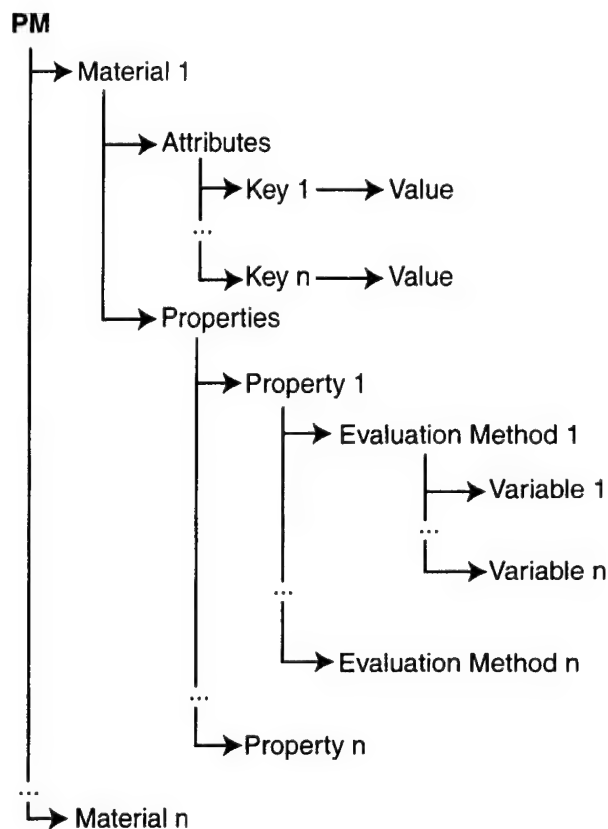 PM
Material 1
Attributes
Key 1 Value
...
Key n Value
Properties
Property 1
Evaluation Method 1
Variable 1
...
Variable n
...
Evaluation Method n
...
Property n
...
Material n